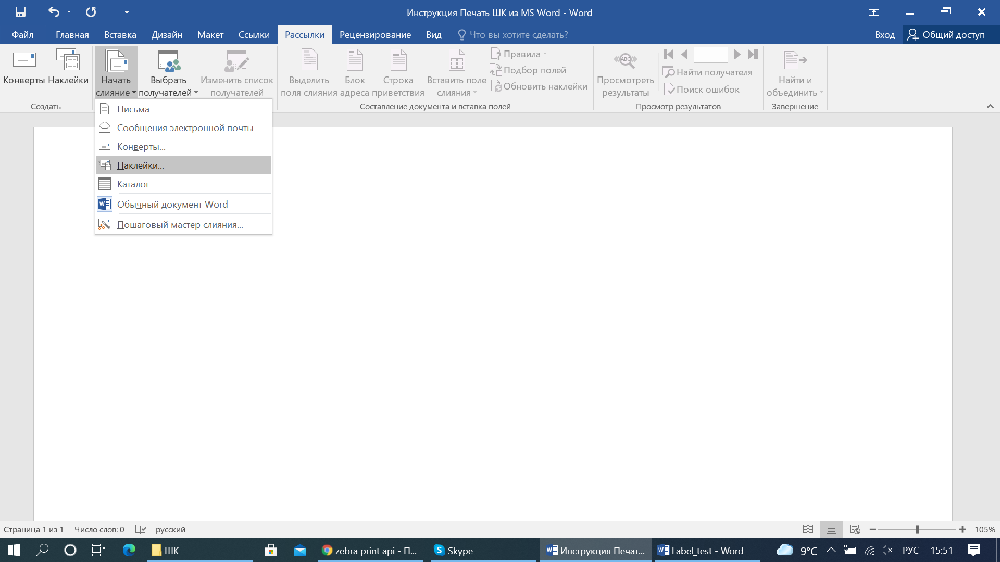 Инструкция Печать ШК из MS Word - Word
Файл Главная Вставка Дизайн Макет Ссылки Рассылки Рецензирование Вид Что вы хотите сделать? Вход Общий доступ
Конверты
Наклейки
Создать
Начать
слияние
Выбрать
получателей
Изменить список
получателей
Выделить
поля слияния
Блок
адреса
Строка
приветствия
Вставить поле
слияния
Правила
Подбор полей
Обновить наклейки
Составление документа и вставка полей
Просмотреть
результаты
ABC
Найти получателя
Поиск ошибок
Просмотр результатов
Найти и
объединить
Завершение
Письма
Сообщения электронной почты
Конверты...
Наклейки...
Каталог
Обычный документ Word
Пошаговый мастер слияния...
Страница 1 из 1 Число слов: 0 русский 105%
ШК zebra print api - П... Skype Инструкция Печат... Label_test - Word 9°C РУС 15:51